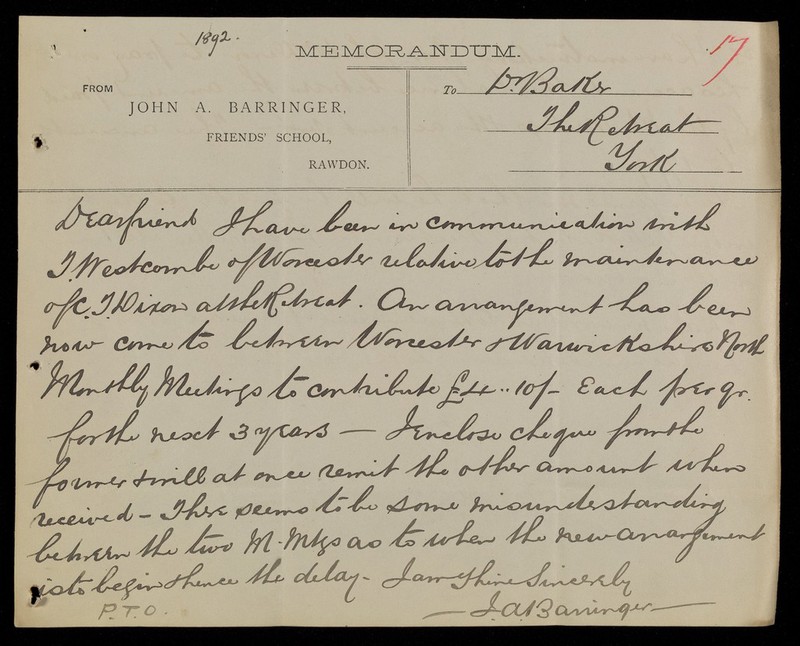 1892.
MEMORANDUM.
17
FROM
JOHN A. BARRINGER,
FRIENDS' SCHOOL,
RAWDON.
To Dr. Baker
The Retreat
York
Dear friend I have been in communication with
T. Westcombe of Worcester relative to the maintenance
of C. J. Dixon at the Retreat. An arrangement has been
now come to between Worcester & Warwickshire North
Monthly Meetings to contribute £4 .. 10/- Each per qr.
for the next 3 years — I enclose cheque from the
former & will at once remit the other amount when
received - There seems to be some misunderstanding
between the two M. Mtgs as to when the new arrangement
is to begin & hence the delay - I am Thine Sincerely
— J. A. Barringer —
P.T.O.